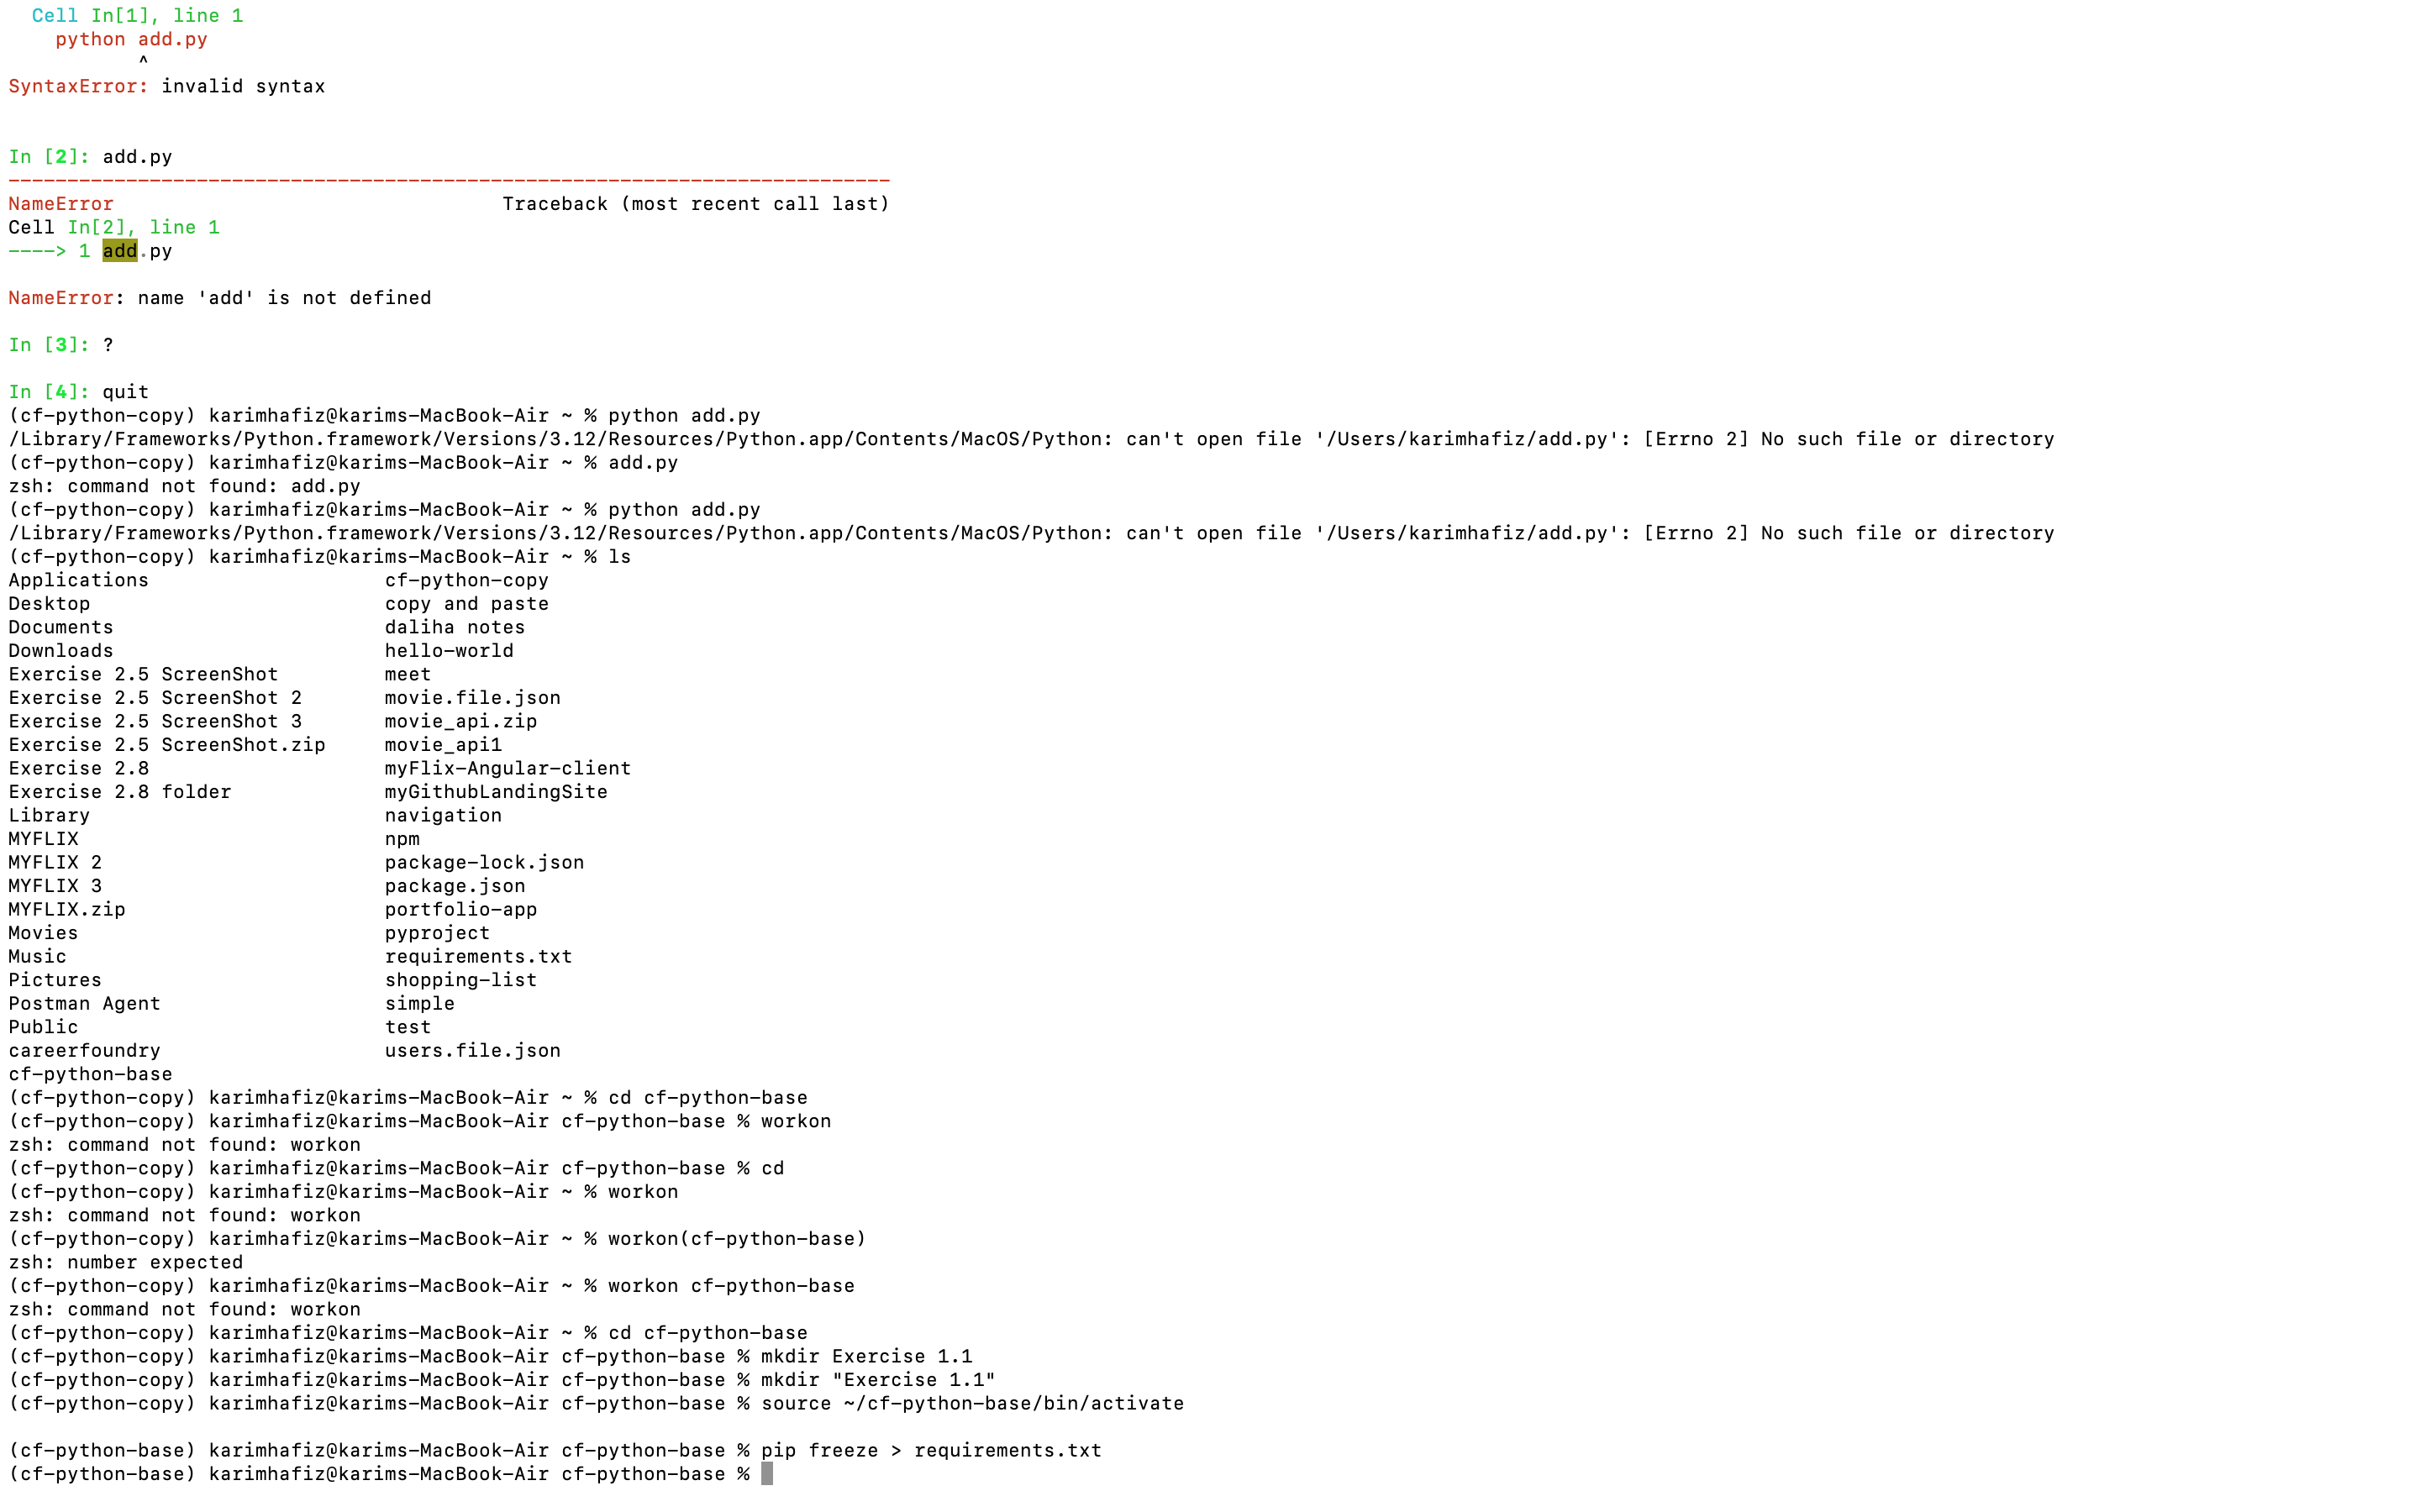 Cell In[1], line 1
python add.py
^
SyntaxError: invalid syntax
In [2]: add.py
---------------------------------------------------------------------------
NameError                                 Traceback (most recent call last)
Cell In[2], line 1
----> 1 add.py
NameError: name 'add' is not defined
In [3]: ?
In [4]: quit
(cf-python-copy) karimhafiz@karims-MacBook-Air ~ % python add.py
/Library/Frameworks/Python.framework/Versions/3.12/Resources/Python.app/Contents/MacOS/Python: can't open file '/Users/karimhafiz/add.py': [Errno 2] No such file or directory
(cf-python-copy) karimhafiz@karims-MacBook-Air ~ % add.py
zsh: command not found: add.py
(cf-python-copy) karimhafiz@karims-MacBook-Air ~ % python add.py
/Library/Frameworks/Python.framework/Versions/3.12/Resources/Python.app/Contents/MacOS/Python: can't open file '/Users/karimhafiz/add.py': [Errno 2] No such file or directory
(cf-python-copy) karimhafiz@karims-MacBook-Air ~ % ls
Applications                    cf-python-copy
Desktop                         copy and paste
Documents                       daliha notes
Downloads                       hello-world
Exercise 2.5 ScreenShot         meet
Exercise 2.5 ScreenShot 2       movie.file.json
Exercise 2.5 ScreenShot 3       movie_api.zip
Exercise 2.5 ScreenShot.zip     movie_api1
Exercise 2.8                    myFlix-Angular-client
Exercise 2.8 folder             myGithubLandingSite
Library                         navigation
MYFLIX                          npm
MYFLIX 2                        package-lock.json
MYFLIX 3                        package.json
MYFLIX.zip                      portfolio-app
Movies                          pyproject
Music                           requirements.txt
Pictures                        shopping-list
Postman Agent                   simple
Public                          test
careerfoundry                   users.file.json
cf-python-base
(cf-python-copy) karimhafiz@karims-MacBook-Air ~ % cd cf-python-base
(cf-python-copy) karimhafiz@karims-MacBook-Air cf-python-base % workon
zsh: command not found: workon
(cf-python-copy) karimhafiz@karims-MacBook-Air cf-python-base % cd
(cf-python-copy) karimhafiz@karims-MacBook-Air ~ % workon
zsh: command not found: workon
(cf-python-copy) karimhafiz@karims-MacBook-Air ~ % workon(cf-python-base)
zsh: number expected
(cf-python-copy) karimhafiz@karims-MacBook-Air ~ % workon cf-python-base
zsh: command not found: workon
(cf-python-copy) karimhafiz@karims-MacBook-Air ~ % cd cf-python-base
(cf-python-copy) karimhafiz@karims-MacBook-Air cf-python-base % mkdir Exercise 1.1
(cf-python-copy) karimhafiz@karims-MacBook-Air cf-python-base % mkdir "Exercise 1.1"
(cf-python-copy) karimhafiz@karims-MacBook-Air cf-python-base % source ~/cf-python-base/bin/activate
(cf-python-base) karimhafiz@karims-MacBook-Air cf-python-base % pip freeze > requirements.txt
(cf-python-base) karimhafiz@karims-MacBook-Air cf-python-base %